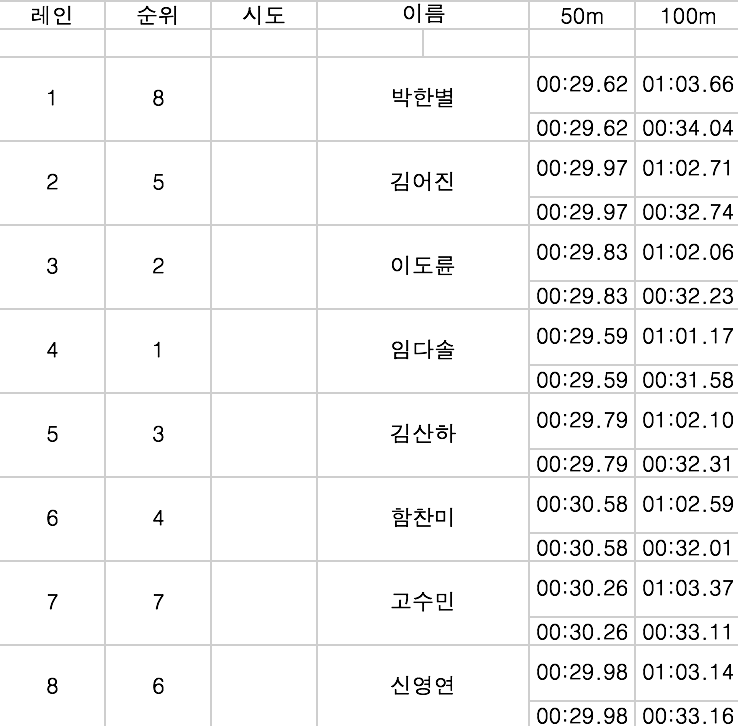 레인 순위 시도 이름 50m 100m
1 8 박한별 00:29.62 01:03.66
00:29.62 00:34.04
2 5 김어진 00:29.97 01:02.71
00:29.97 00:32.74
3 2 이도륜 00:29.83 01:02.06
00:29.83 00:32.23
4 1 임다솔 00:29.59 01:01.17
00:29.59 00:31.58
5 3 김산하 00:29.79 01:02.10
00:29.79 00:32.31
6 4 함찬미 00:30.58 01:02.59
00:30.58 00:32.01
7 7 고수민 00:30.26 01:03.37
00:30.26 00:33.11
8 6 신영연 00:29.98 01:03.14
00:29.98 00:33.16